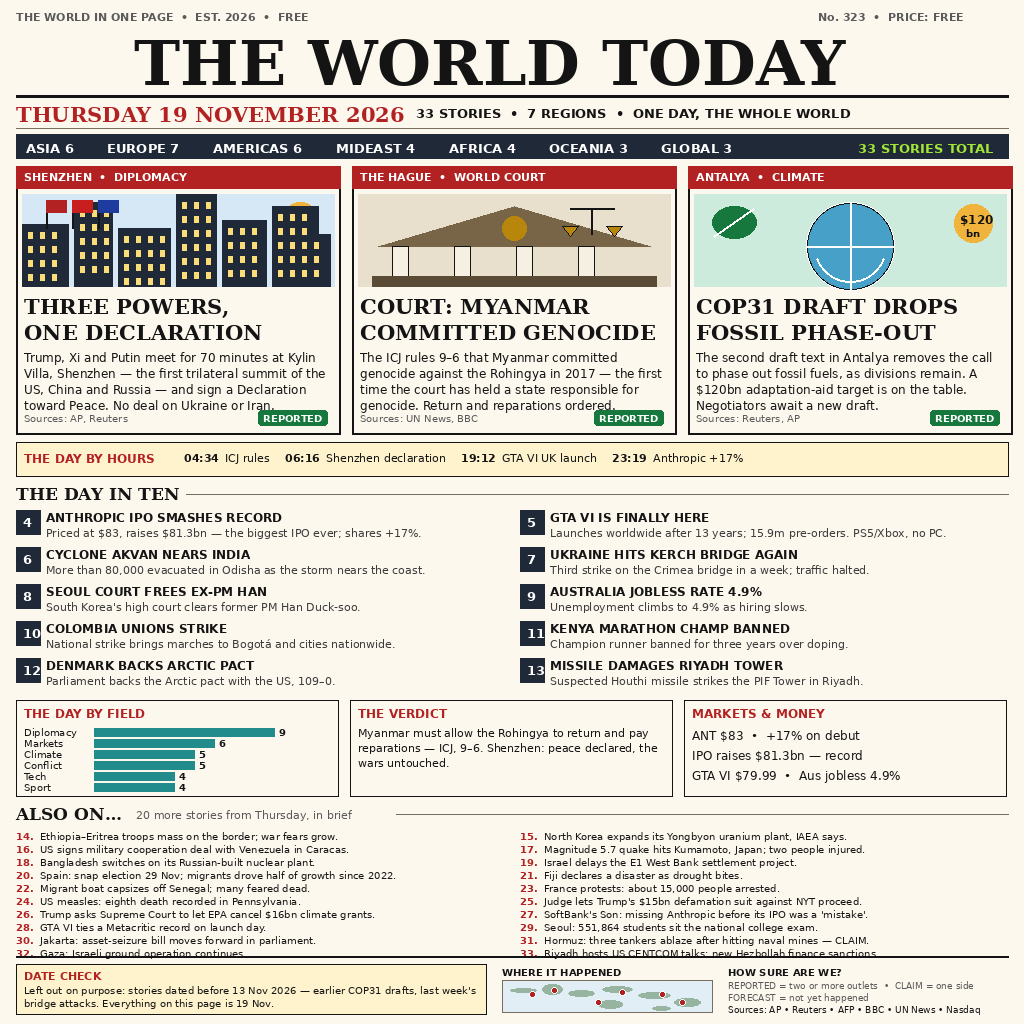 THE WORLD IN ONE PAGE • EST. 2026 • FREE
No. 323 • PRICE: FREE
THE WORLD TODAY
THURSDAY 19 NOVEMBER 2026 33 STORIES • 7 REGIONS • ONE DAY, THE WHOLE WORLD
ASIA 6 EUROPE 7 AMERICAS 6 MIDEAST 4 AFRICA 4 OCEANIA 3 GLOBAL 3 33 STORIES TOTAL
SHENZHEN • DIPLOMACY
THREE POWERS,
ONE DECLARATION
Trump, Xi and Putin meet for 70 minutes at Kylin
Villa, Shenzhen — the first trilateral summit of the
US, China and Russia — and sign a Declaration
toward Peace. No deal on Ukraine or Iran.
Sources: AP, Reuters
REPORTED
THE HAGUE • WORLD COURT
COURT: MYANMAR
COMMITTED GENOCIDE
The ICJ rules 9–6 that Myanmar committed
genocide against the Rohingya in 2017 — the first
time the court has held a state responsible for
genocide. Return and reparations ordered.
Sources: UN News, BBC
REPORTED
ANTALYA • CLIMATE
$120
bn
COP31 DRAFT DROPS
FOSSIL PHASE-OUT
The second draft text in Antalya removes the call
to phase out fossil fuels, as divisions remain. A
$120bn adaptation-aid target is on the table.
Negotiators await a new draft.
Sources: Reuters, AP
REPORTED
THE DAY BY HOURS 04:34 ICJ rules 06:16 Shenzhen declaration 19:12 GTA VI UK launch 23:19 Anthropic +17%
THE DAY IN TEN
4 ANTHROPIC IPO SMASHES RECORD
Priced at $83, raises $81.3bn — the biggest IPO ever; shares +17%.
5 GTA VI IS FINALLY HERE
Launches worldwide after 13 years; 15.9m pre-orders. PS5/Xbox, no PC.
6 CYCLONE AKVAN NEARS INDIA
More than 80,000 evacuated in Odisha as the storm nears the coast.
7 UKRAINE HITS KERCH BRIDGE AGAIN
Third strike on the Crimea bridge in a week; traffic halted.
8 SEOUL COURT FREES EX-PM HAN
South Korea's high court clears former PM Han Duck-soo.
9 AUSTRALIA JOBLESS RATE 4.9%
Unemployment climbs to 4.9% as hiring slows.
10 COLOMBIA UNIONS STRIKE
National strike brings marches to Bogotá and cities nationwide.
11 KENYA MARATHON CHAMP BANNED
Champion runner banned for three years over doping.
12 DENMARK BACKS ARCTIC PACT
Parliament backs the Arctic pact with the US, 109–0.
13 MISSILE DAMAGES RIYADH TOWER
Suspected Houthi missile strikes the PIF Tower in Riyadh.
THE DAY BY FIELD
Diplomacy 9
Markets 6
Climate 5
Conflict 5
Tech 4
Sport 4
THE VERDICT
Myanmar must allow the Rohingya to return and pay
reparations — ICJ, 9–6. Shenzhen: peace declared, the
wars untouched.
MARKETS & MONEY
ANT $83 • +17% on debut
IPO raises $81.3bn — record
GTA VI $79.99 • Aus jobless 4.9%
ALSO ON... 20 more stories from Thursday, in brief
14. Ethiopia–Eritrea troops mass on the border; war fears grow.
15. North Korea expands its Yongbyon uranium plant, IAEA says.
16. US signs military cooperation deal with Venezuela in Caracas.
17. Magnitude 5.7 quake hits Kumamoto, Japan; two people injured.
18. Bangladesh switches on its Russian-built nuclear plant.
19. Israel delays the E1 West Bank settlement project.
20. Spain: snap election 29 Nov; migrants drove half of growth since 2022.
21. Fiji declares a disaster as drought bites.
22. Migrant boat capsizes off Senegal; many feared dead.
23. France protests: about 15,000 people arrested.
24. US measles: eighth death recorded in Pennsylvania.
25. Judge lets Trump's $15bn defamation suit against NYT proceed.
26. Trump asks Supreme Court to let EPA cancel $16bn climate grants.
27. SoftBank's Son: missing Anthropic before its IPO was a 'mistake'.
28. GTA VI ties a Metacritic record on launch day.
29. Seoul: 551,864 students sit the national college exam.
30. Jakarta: asset-seizure bill moves forward in parliament.
31. Hormuz: three tankers ablaze after hitting naval mines — CLAIM.
32. Gaza: Israeli ground operation continues.
33. Riyadh hosts US CENTCOM talks; new Hezbollah finance sanctions.
DATE CHECK
Left out on purpose: stories dated before 13 Nov 2026 — earlier COP31 drafts, last week's
bridge attacks. Everything on this page is 19 Nov.
WHERE IT HAPPENED
HOW SURE ARE WE?
REPORTED = two or more outlets • CLAIM = one side
FORECAST = not yet happened
Sources: AP • Reuters • AFP • BBC • UN News • Nasdaq